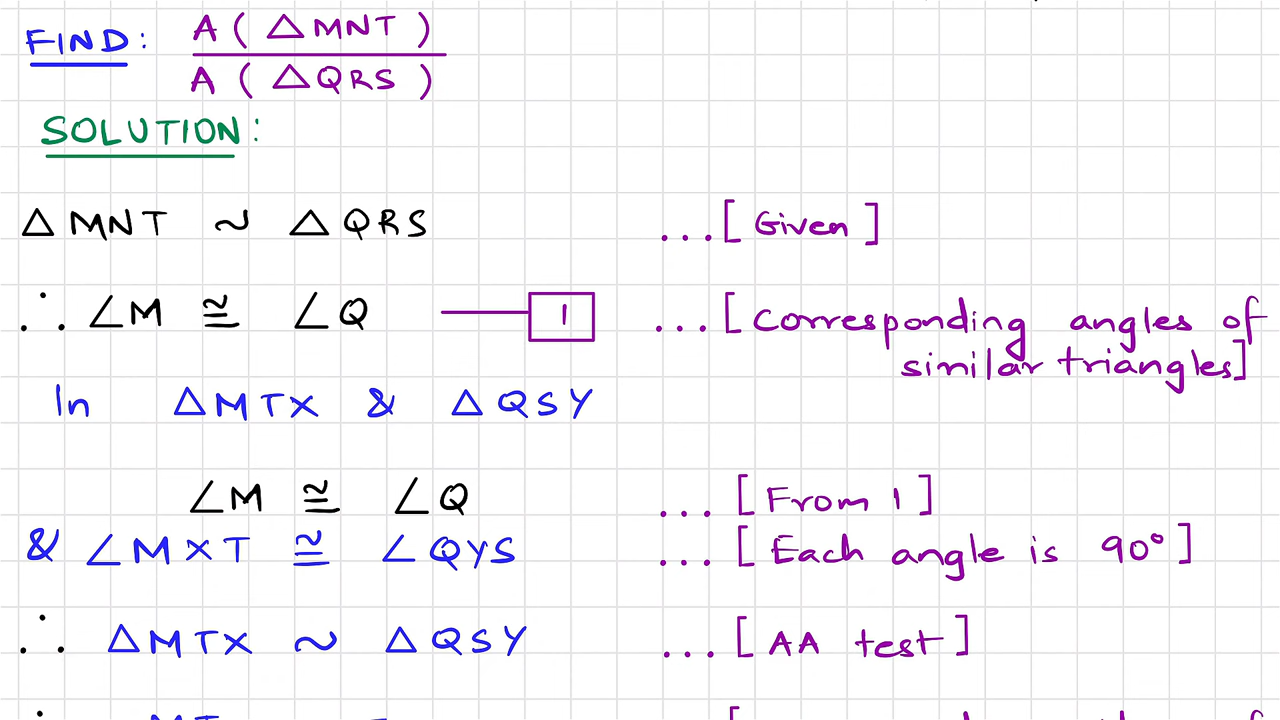 FIND: A ( △MNT ) / A ( △QRS )
SOLUTION:
△ MNT ~ △ QRS ...[ Given ]
∴ ∠M ≅ ∠Q — 1 ...[ Corresponding angles of
similar triangles]
In △MTX & △QSY
∠M ≅ ∠Q ...[ From 1 ]
& ∠MXT ≅ ∠QYS ...[ Each angle is 90° ]
∴ △MTX ~ △QSY ...[ AA test ]